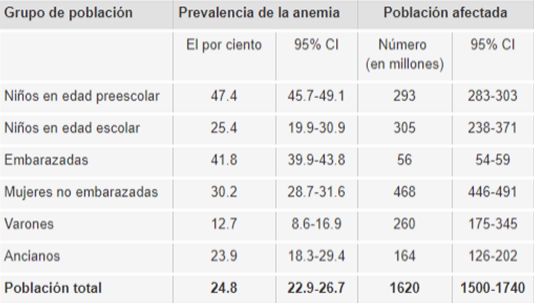 Grupo de población Prevalencia de la anemia Población afectada
El por ciento 95% CI Número 95% CI
(en millones)
Niños en edad preescolar 47.4 45.7-49.1 293 283-303
Niños en edad escolar 25.4 19.9-30.9 305 238-371
Embarazadas 41.8 39.9-43.8 56 54-59
Mujeres no embarazadas 30.2 28.7-31.6 468 446-491
Varones 12.7 8.6-16.9 260 175-345
Ancianos 23.9 18.3-29.4 164 126-202
Población total 24.8 22.9-26.7 1620 1500-1740